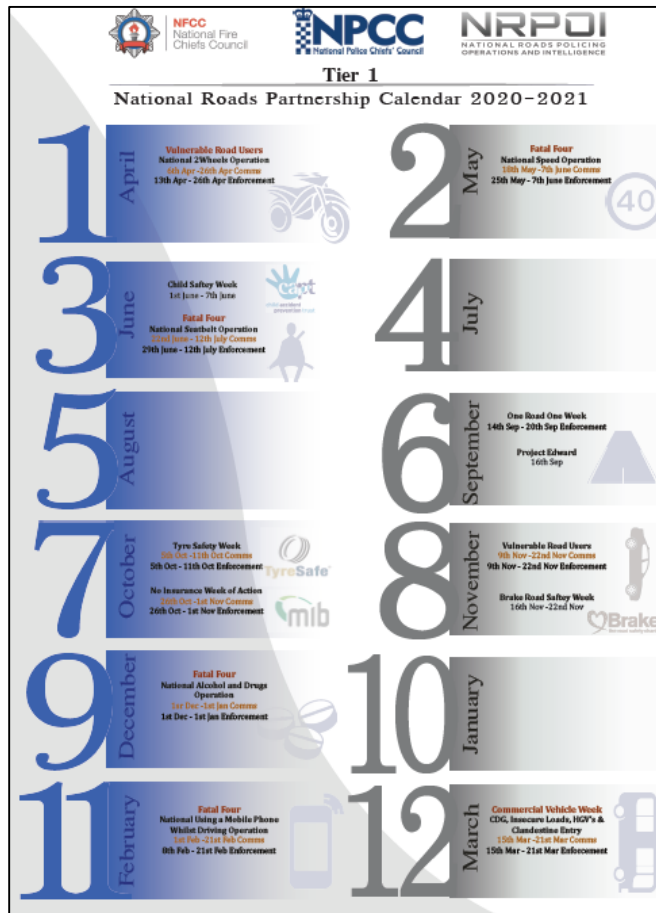 NFCC
National Fire
Chiefs Council
NPCC
National Police Chiefs' Council
NRPOI
NATIONAL ROADS POLICING
OPERATIONS AND INTELLIGENCE
Tier 1
National Roads Partnership Calendar 2020-2021
1
April
Vulnerable Road Users
National 2Wheels Operation
6th Apr -26th Apr Comms
13th Apr - 26th Apr Enforcement
2
May
Fatal Four
National Speed Operation
18th May -7th June Comms
25th May - 7th June Enforcement
40
3
June
Child Saftey Week
1st June - 7th June
capt
child accident
prevention trust
Fatal Four
National Seatbelt Operation
22nd June - 12th July Comms
29th June - 12th July Enforcement
4
July
5
August
6
September
One Road One Week
14th Sep - 20th Sep Enforcement
Project Edward
16th Sep
7
October
Tyre Safety Week
5th Oct -11th Oct Comms
5th Oct - 11th Oct Enforcement
TyreSafe
No Insurance Week of Action
26th Oct -1st Nov Comms
26th Oct - 1st Nov Enforcement
mib
8
November
Vulnerable Road Users
9th Nov -22nd Nov Comms
9th Nov - 22nd Nov Enforcement
Brake Road Saftey Week
16th Nov -22nd Nov
Brake
9
December
Fatal Four
National Alcohol and Drugs
Operation
1sr Dec -1st Jan Comms
1st Dec - 1st Jan Enforcement
10
January
11
February
Fatal Four
National Using a Mobile Phone
Whilst Driving Operation
1st Feb -21st Feb Comms
8th Feb - 21st Feb Enforcement
12
March
Commercial Vehicle Week
CDG, Insecure Loads, HGV's &
Clandestine Entry
15th Mar -21st Mar Comms
15th Mar - 21st Mar Enforcement